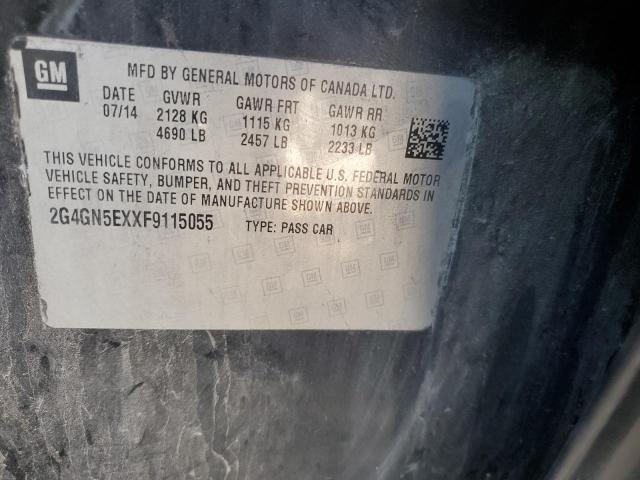 GM
MFD BY GENERAL MOTORS OF CANADA LTD.
DATE GVWR GAWR FRT GAWR RR
07/14 2128 KG 1115 KG 1013 KG
4690 LB 2457 LB 2233 LB
THIS VEHICLE CONFORMS TO ALL APPLICABLE U.S. FEDERAL MOTOR
VEHICLE SAFETY, BUMPER, AND THEFT PREVENTION STANDARDS IN
EFFECT ON THE DATE OF MANUFACTURE SHOWN ABOVE.
2G4GN5EXXF9115055 TYPE: PASS CAR